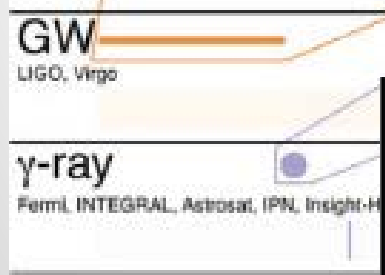 GW
LIGO, Virgo
γ-ray
Fermi, INTEGRAL, Astrosat, IPN, Insight-H